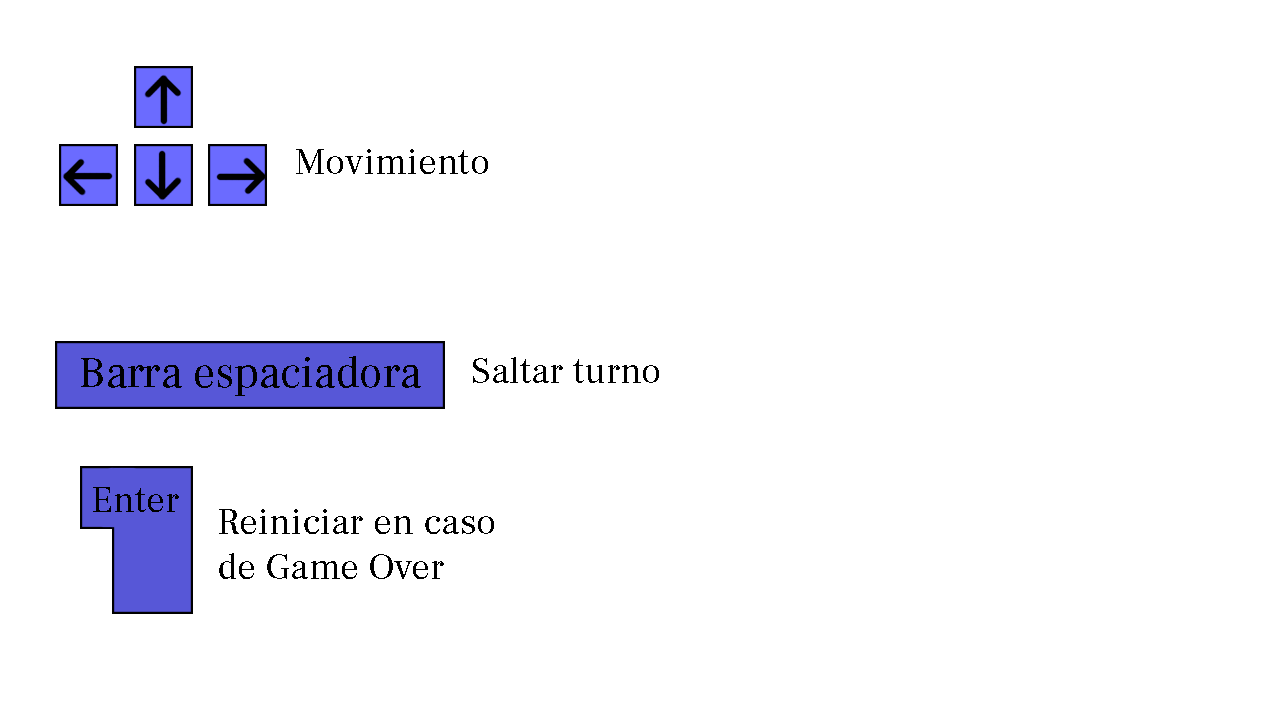 Movimiento
Barra espaciadora
Saltar turno
Enter
Reiniciar en caso
de Game Over